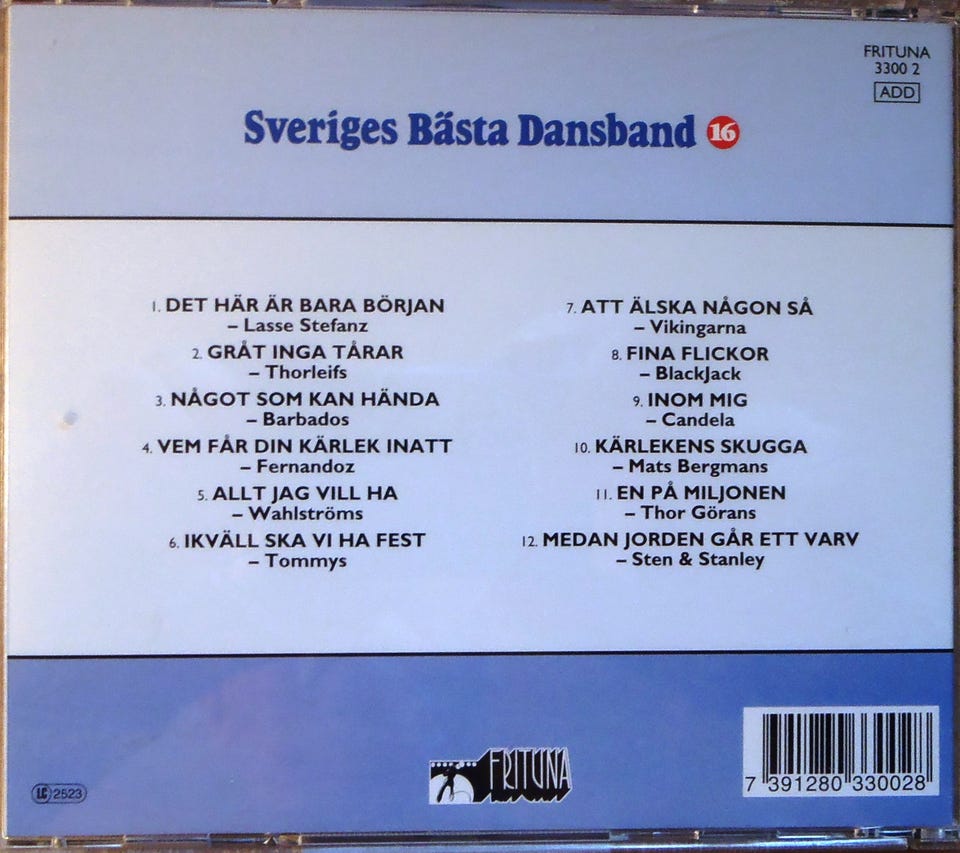 FRITUNA
3300 2
ADD
Sveriges Bästa Dansband 16
1. DET HÄR ÄR BARA BÖRJAN
– Lasse Stefanz
2. GRÅT INGA TÅRAR
– Thorleifs
3. NÅGOT SOM KAN HÄNDA
– Barbados
4. VEM FÅR DIN KÄRLEK INATT
– Fernandoz
5. ALLT JAG VILL HA
– Wahlströms
6. IKVÄLL SKA VI HA FEST
– Tommys
7. ATT ÄLSKA NÅGON SÅ
– Vikingarna
8. FINA FLICKOR
– BlackJack
9. INOM MIG
– Candela
10. KÄRLEKENS SKUGGA
– Mats Bergmans
11. EN PÅ MILJONEN
– Thor Görans
12. MEDAN JORDEN GÅR ETT VARV
– Sten & Stanley
LC 2523
FRITUNA
7 391280 330028